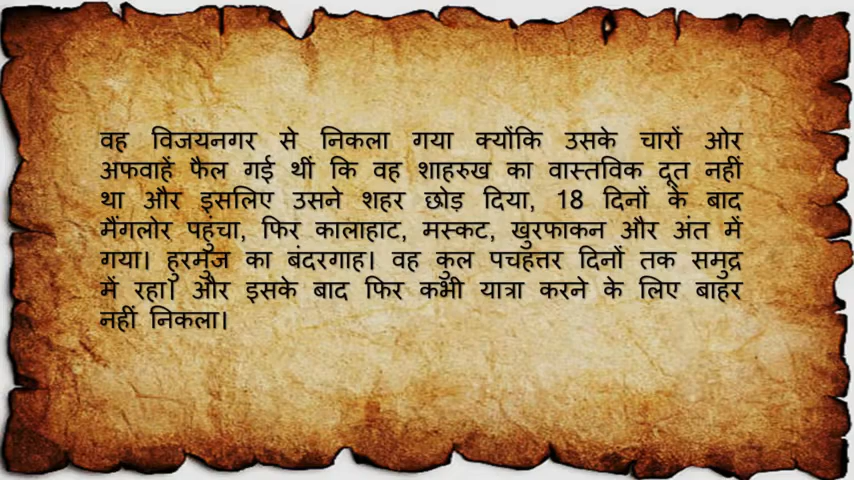 वह विजयनगर से निकला गया क्योंकि उसके चारों ओर
अफवाहें फैल गई थीं कि वह शाहरुख का वास्तविक दूत नहीं
था और इसलिए उसने शहर छोड़ दिया, 18 दिनों के बाद
मैंगलोर पहुंचा, फिर कालाहाट, मस्कट, खुरफाकन और अंत में
गया। हुरमुज का बंदरगाह। वह कुल पचहत्तर दिनों तक समुद्र
में रहा। और इसके बाद फिर कभी यात्रा करने के लिए बाहर
नहीं निकला।